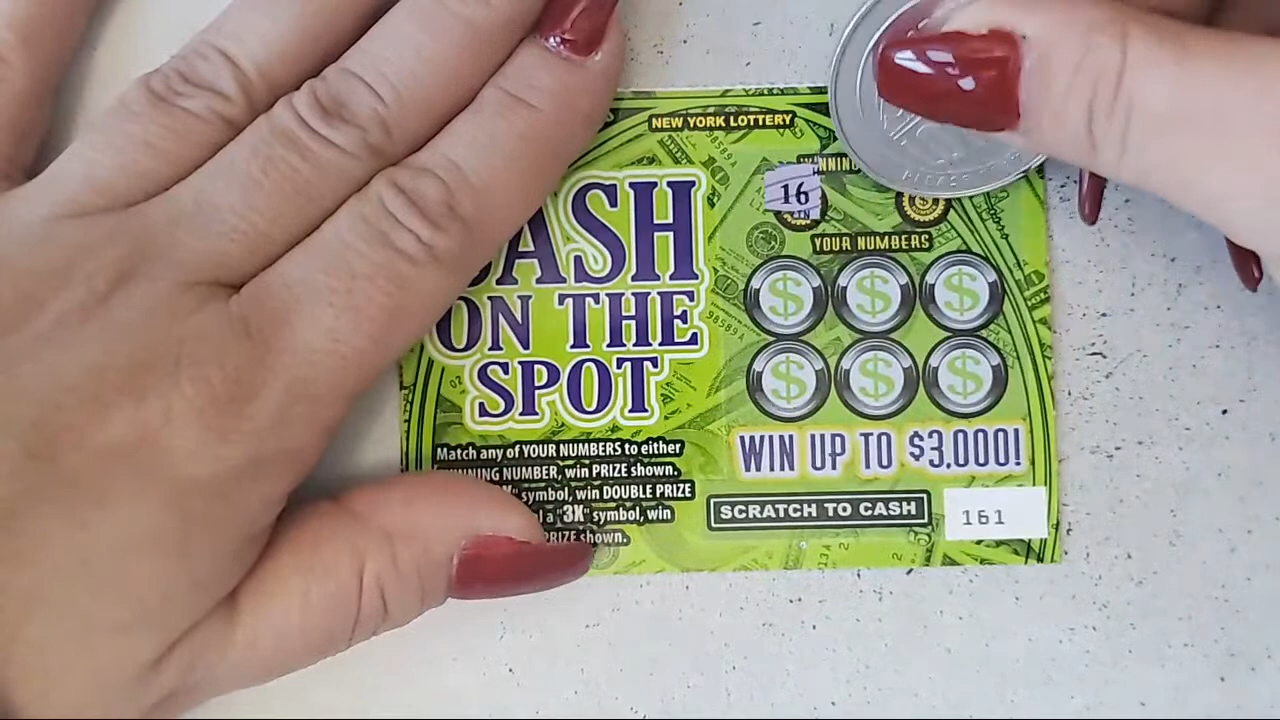 NEW YORK LOTTERY
16
YOUR NUMBERS
ON THE
SPOT
Match any of YOUR NUMBERS to either
NUMBER, win PRIZE shown.
symbol, win DOUBLE PRIZE
a "3X" symbol, win
PRIZE shown.
WIN UP TO $3,000!
SCRATCH TO CASH
161